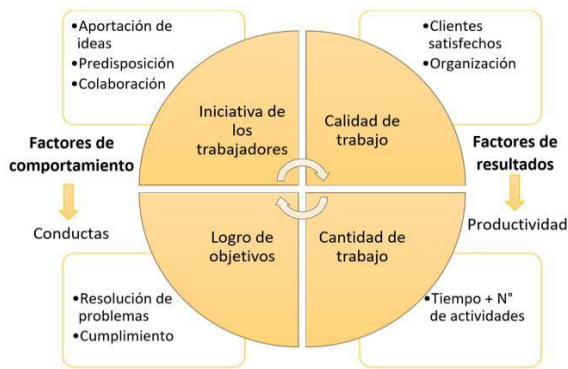 •Aportación de
ideas
•Predisposición
•Colaboración
•Clientes
satisfechos
•Organización
Iniciativa de
los
trabajadores
Calidad de
trabajo
Factores de
comportamiento
Conductas
Factores de
resultados
Productividad
Logro de
objetivos
Cantidad de
trabajo
•Resolución de
problemas
•Cumplimiento
•Tiempo + N°
de actividades